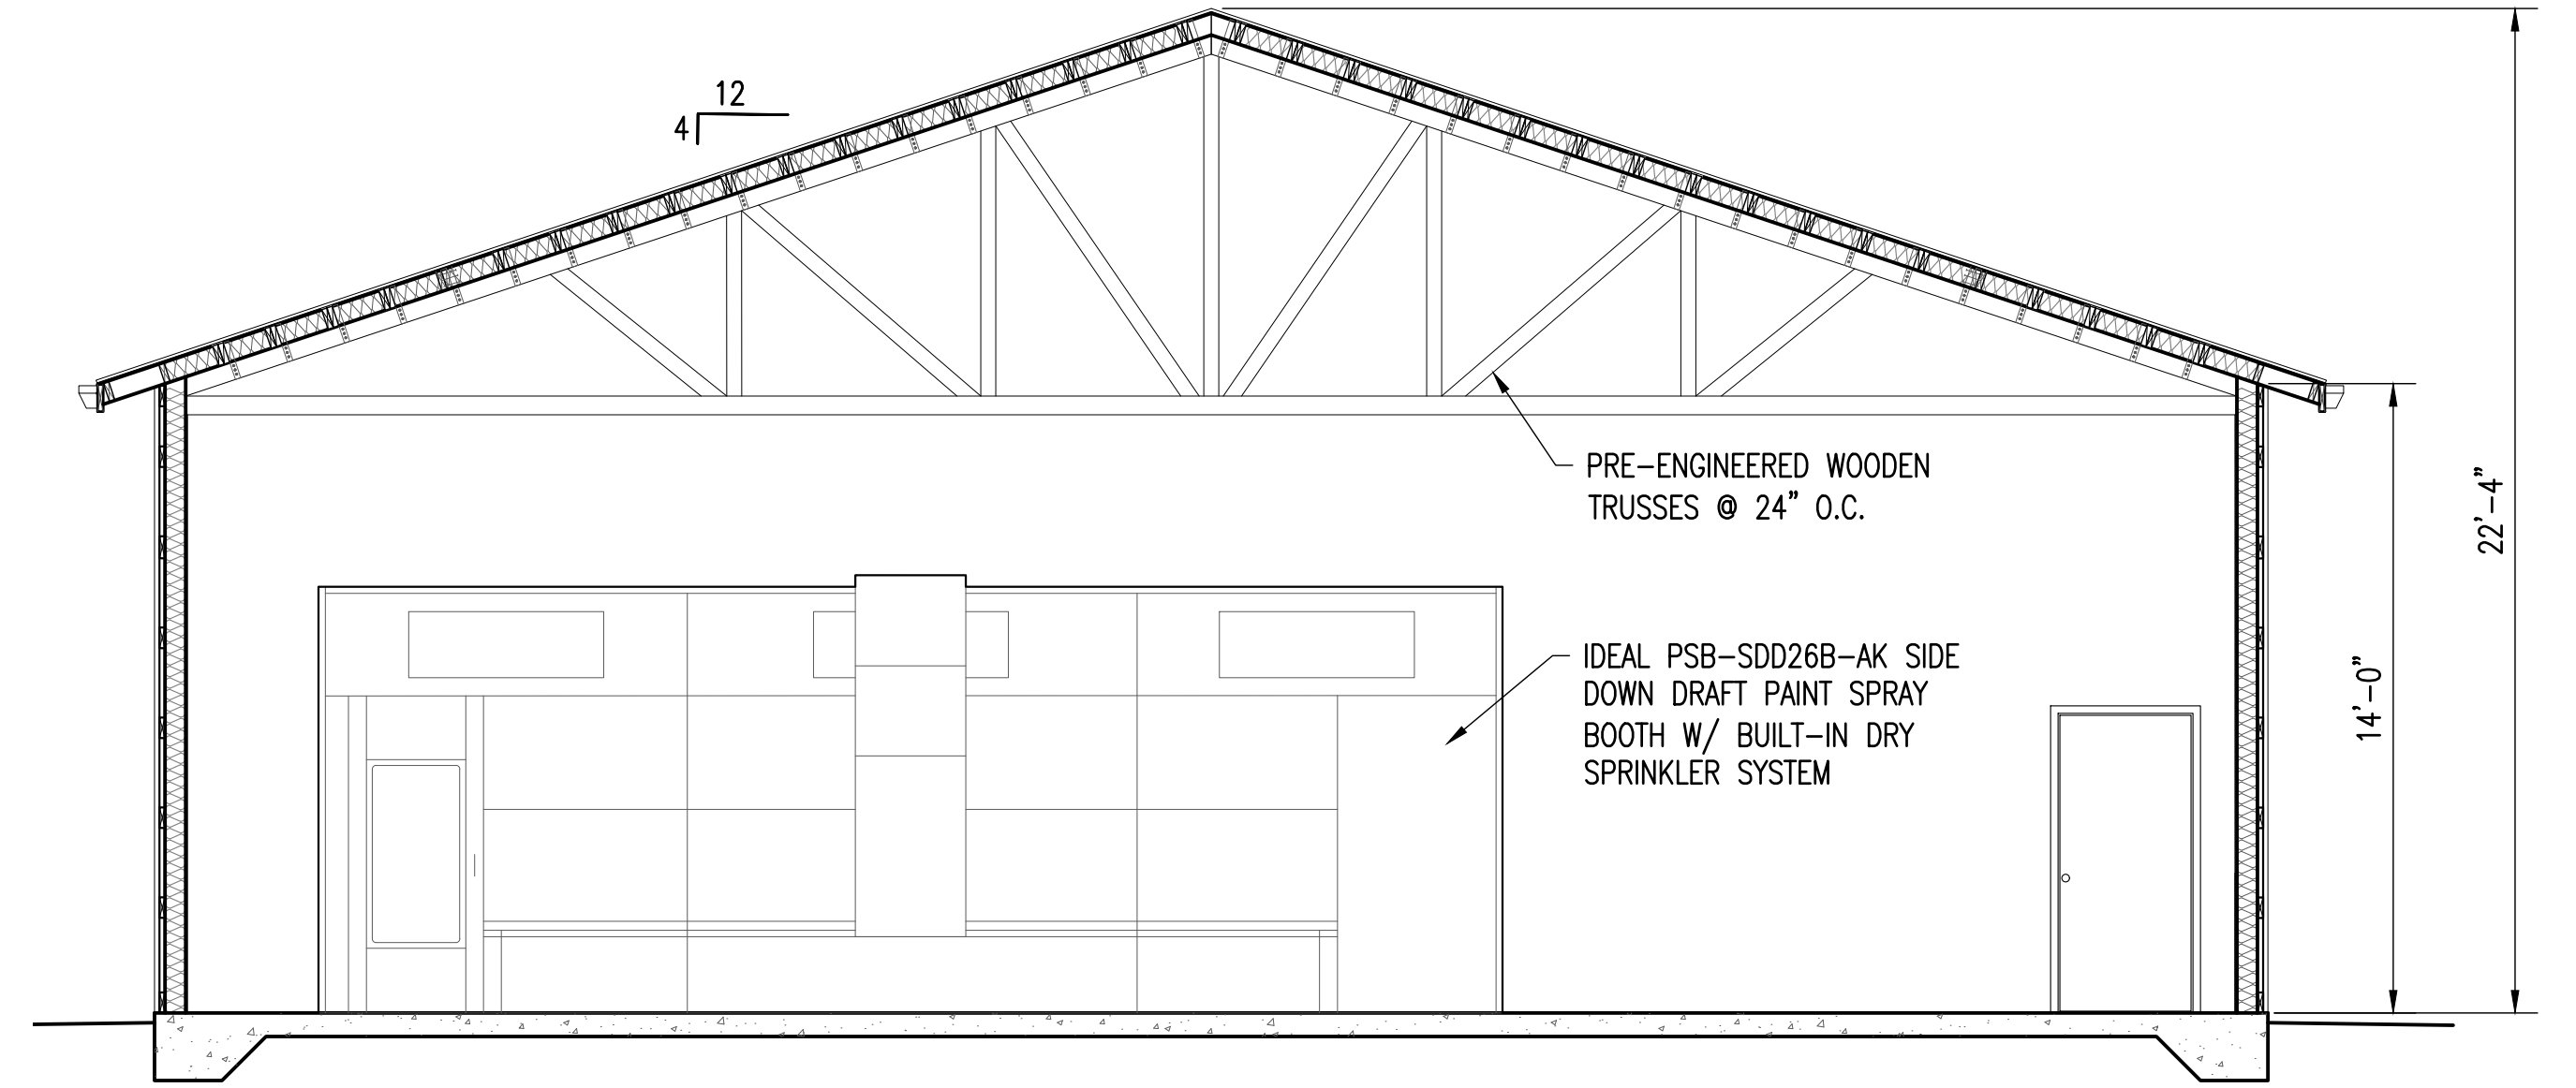 12
4
PRE-ENGINEERED WOODEN
TRUSSES @ 24" O.C.
22'-4"
IDEAL PSB-SDD26B-AK SIDE
DOWN DRAFT PAINT SPRAY
BOOTH W/ BUILT-IN DRY
SPRINKLER SYSTEM
14'-0"